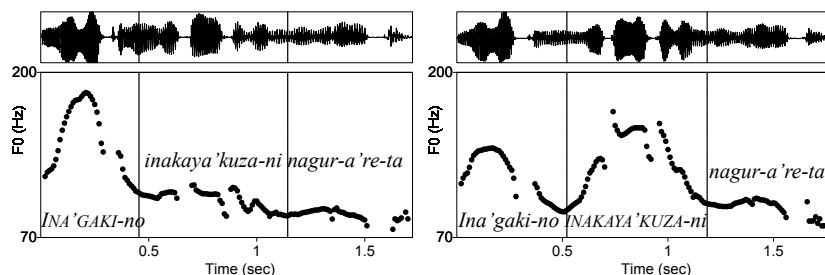 200
F0 (Hz)
70
inakaya’kuza-ni nagur-a’re-ta
INA’GAKI-no
0.5
1
1.5
Time (sec)
200
F0 (Hz)
70
nagur-a’re-ta
Ina’gaki-no INAKAYA’KUZA-ni
0.5
1
1.5
Time (sec)